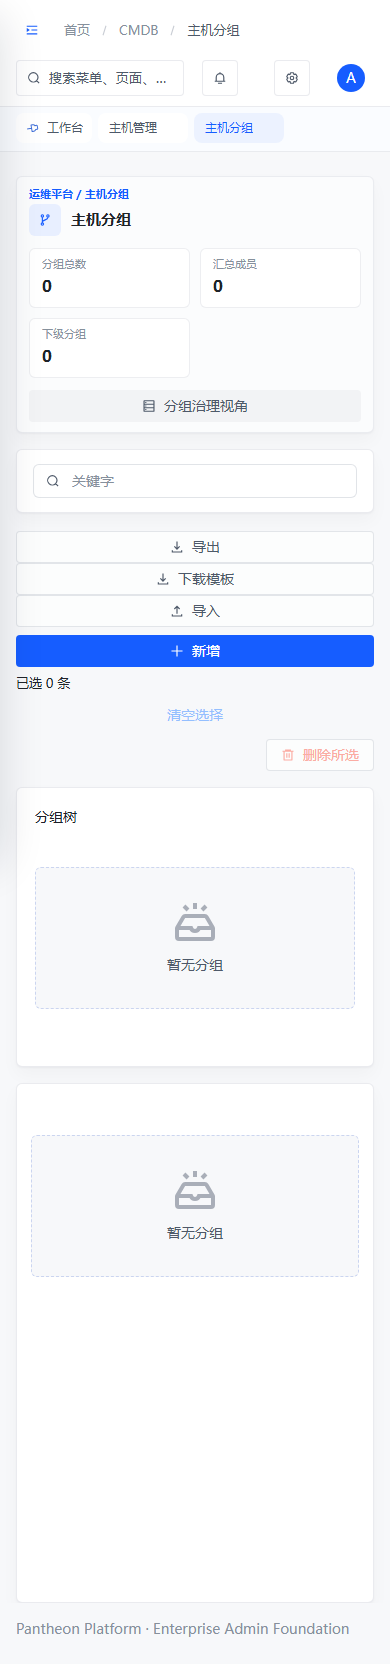 首页 / CMDB / 主机分组
搜索菜单、页面、...
A
工作台 主机管理 主机分组
运维平台 / 主机分组
主机分组
分组总数 汇总成员
0 0
下级分组
0
分组治理视角
关键字
导出
下载模板
导入
新增
已选 0 条
清空选择
删除所选
分组树
暂无分组
暂无分组
Pantheon Platform · Enterprise Admin Foundation